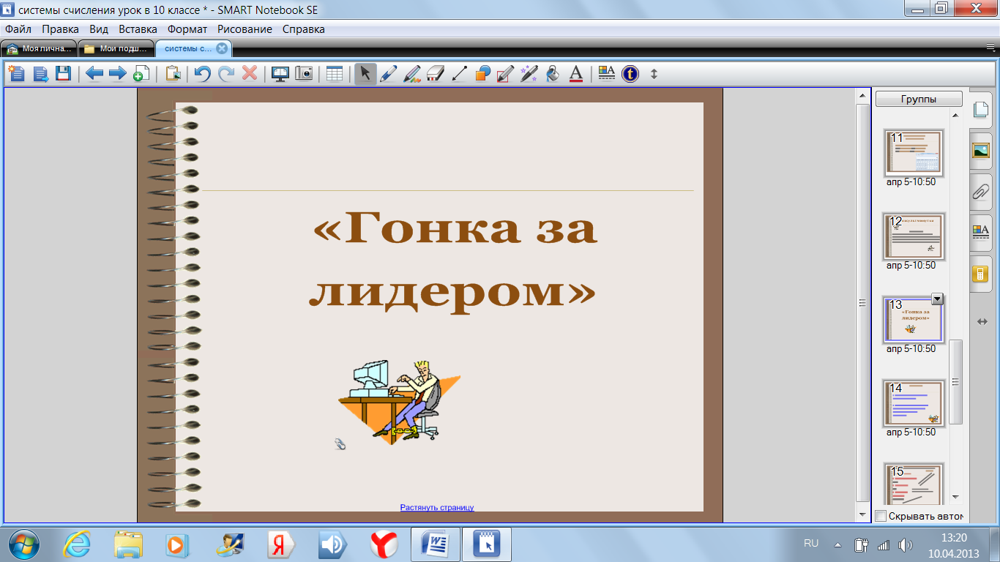 системы счисления урок в 10 классе * - SMART Notebook SE
Файл Правка Вид Вставка Формат Рисование Справка
Моя лична... Мои подш... системы с...
Группы
«Гонка за
лидером»
Растянуть страницу
11
апр 5-10:50
12
апр 5-10:50
13
«Гонка за
лидером»
апр 5-10:50
14
апр 5-10:50
15
Скрывать автом
RU
13:20
10.04.2013